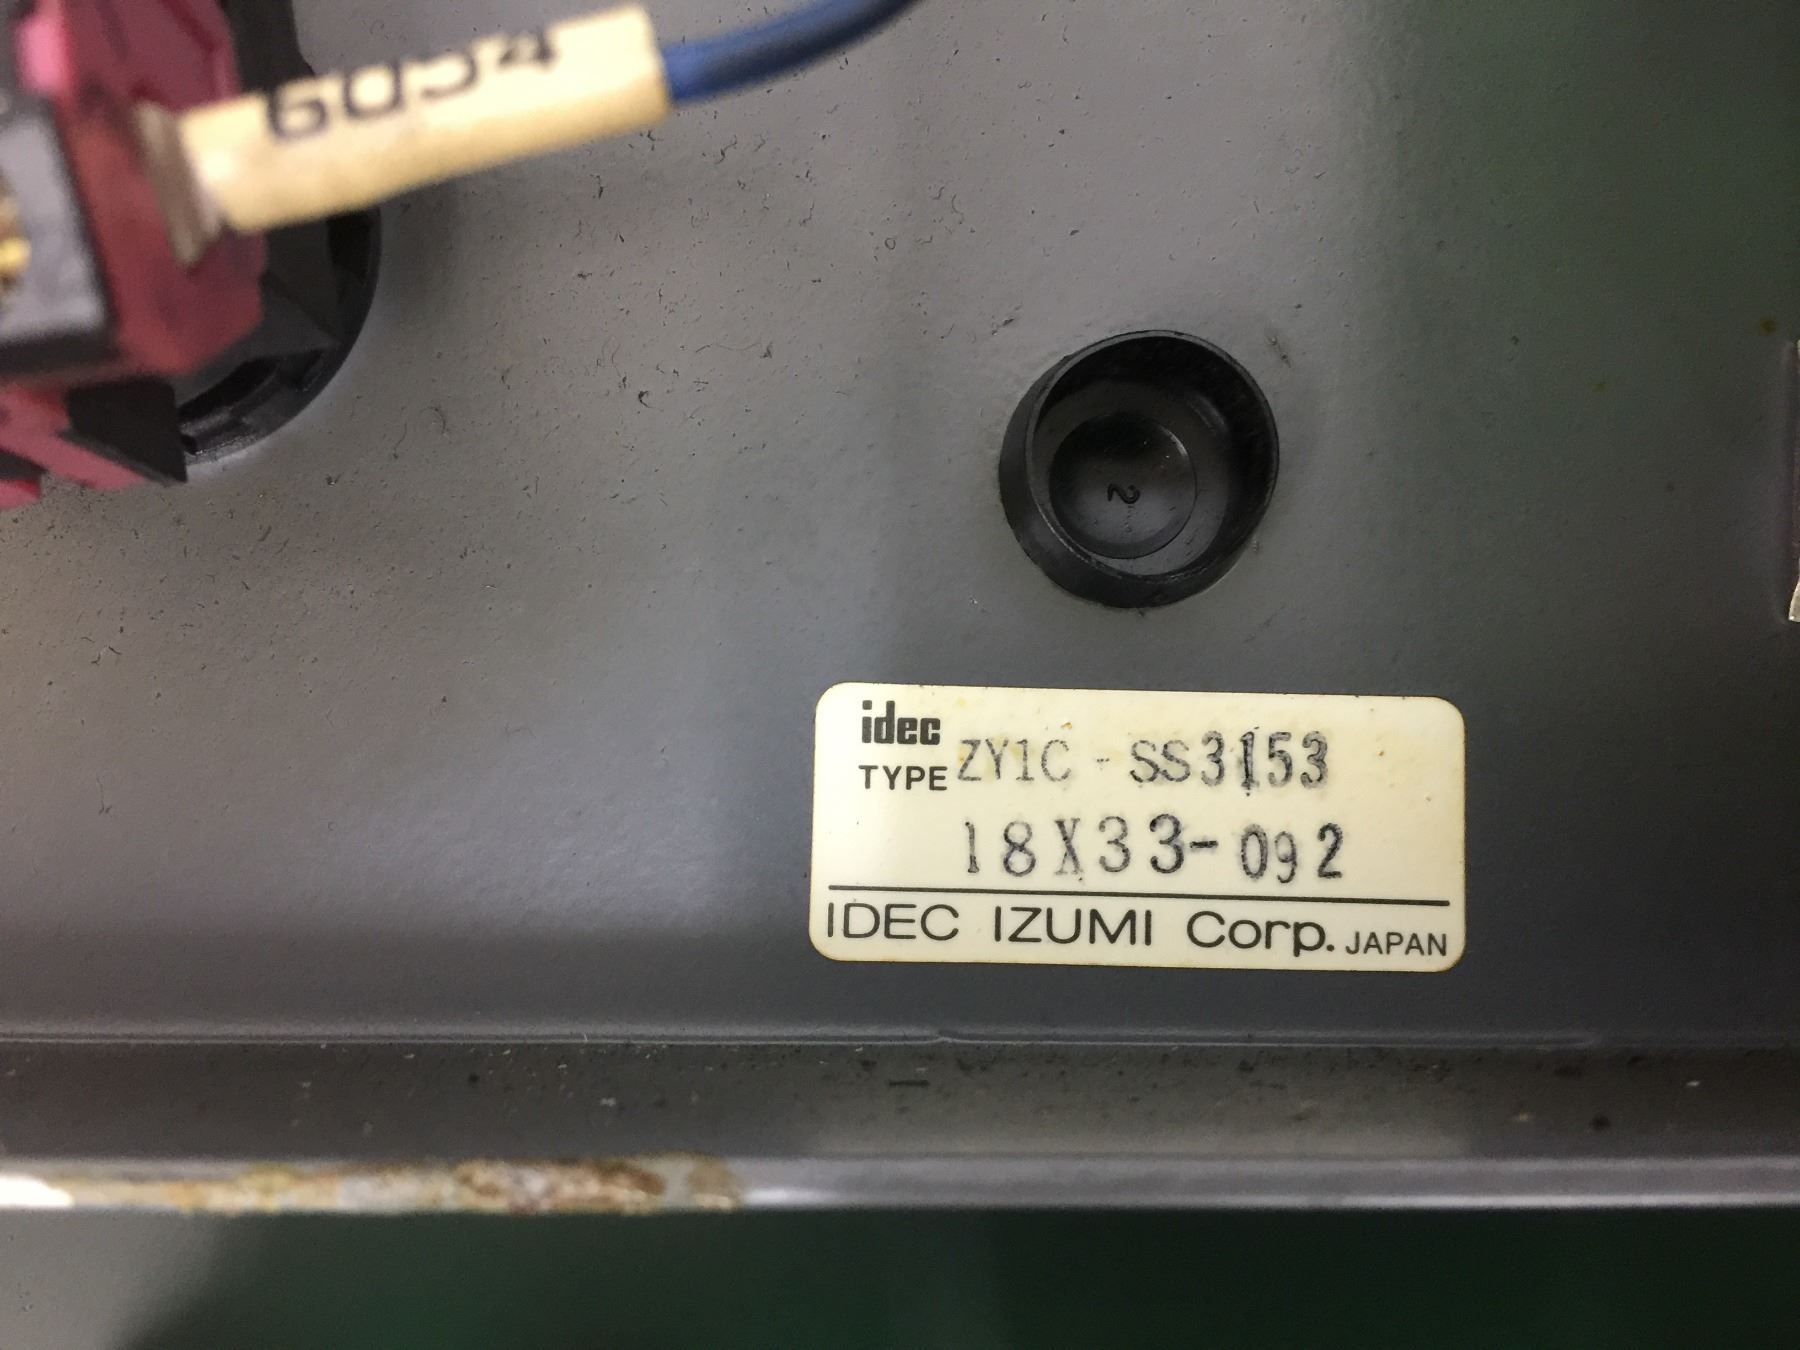 6054
2
idec
TYPE ZY1C-SS3153
18X33-092
IDEC IZUMI Corp. JAPAN